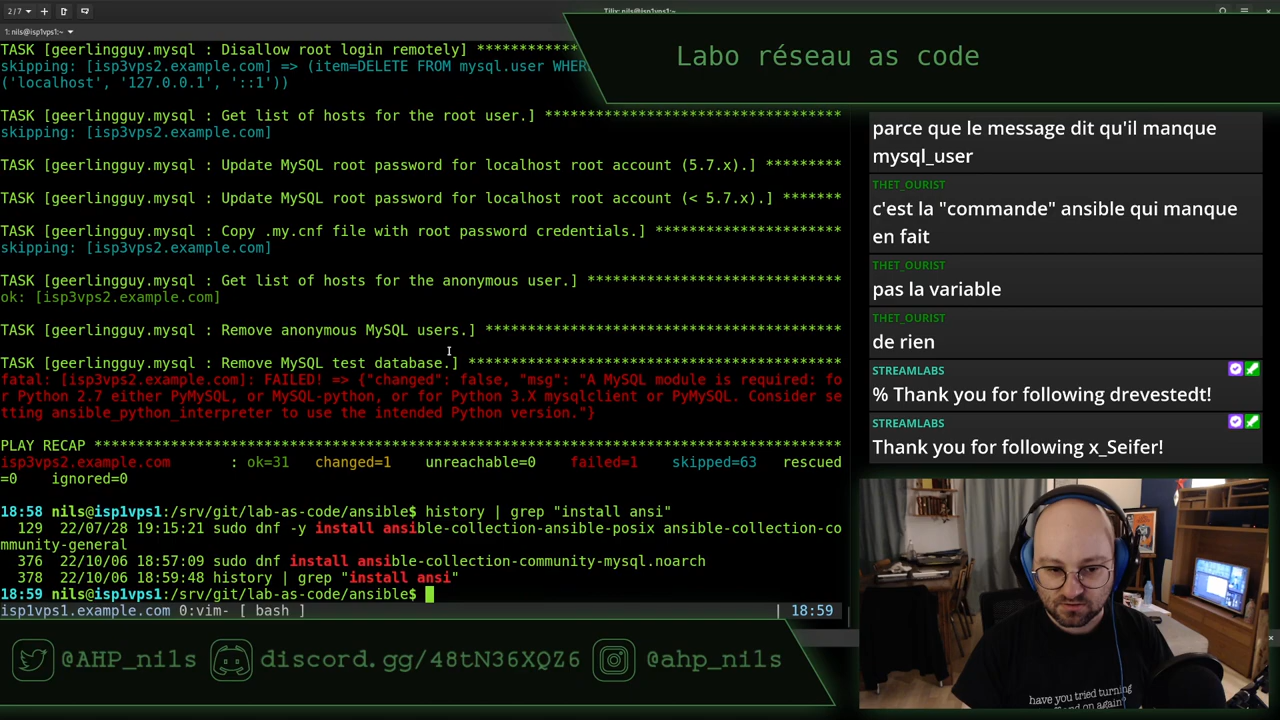 2/7
Tilix: nils@isp1vps1:~
1: nils@isp1vps1:~
Labo réseau as code
TASK [geerlingguy.mysql : Disallow root login remotely] ************
skipping: [isp3vps2.example.com] => (item=DELETE FROM mysql.user WHER
('localhost', '127.0.0.1', '::1'))
TASK [geerlingguy.mysql : Get list of hosts for the root user.] ************************************
skipping: [isp3vps2.example.com]
TASK [geerlingguy.mysql : Update MySQL root password for localhost root account (5.7.x).] *********
TASK [geerlingguy.mysql : Update MySQL root password for localhost root account (< 5.7.x).] *******
TASK [geerlingguy.mysql : Copy .my.cnf file with root password credentials.] **********************
skipping: [isp3vps2.example.com]
TASK [geerlingguy.mysql : Get list of hosts for the anonymous user.] ******************************
ok: [isp3vps2.example.com]
TASK [geerlingguy.mysql : Remove anonymous MySQL users.] *******************************************
TASK [geerlingguy.mysql : Remove MySQL test database.] *********************************************
fatal: [isp3vps2.example.com]: FAILED! => {"changed": false, "msg": "A MySQL module is required: fo
r Python 2.7 either PyMySQL, or MySQL-python, or for Python 3.X mysqlclient or PyMySQL. Consider se
tting ansible_python_interpreter to use the intended Python version."}
PLAY RECAP *****************************************************************************************
isp3vps2.example.com : ok=31 changed=1 unreachable=0 failed=1 skipped=63 rescued
=0 ignored=0
18:58 nils@isp1vps1:/srv/git/lab-as-code/ansible$ history | grep "install ansi"
129 22/07/28 19:15:21 sudo dnf -y install ansible-collection-ansible-posix ansible-collection-co
mmunity-general
376 22/10/06 18:57:09 sudo dnf install ansible-collection-community-mysql.noarch
378 22/10/06 18:59:48 history | grep "install ansi"
18:59 nils@isp1vps1:/srv/git/lab-as-code/ansible$
isp1vps1.example.com 0:vim- [ bash ] | 18:59
parce que le message dit qu'il manque
mysql_user
THET_OURIST
c'est la "commande" ansible qui manque
en fait
THET_OURIST
pas la variable
THET_OURIST
de rien
STREAMLABS
% Thank you for following drevestedt!
STREAMLABS
Thank you for following x_Seifer!
have you tried turning
on again?
@AHP_nils
discord.gg/48tN36XQZ6
@ahp_nils